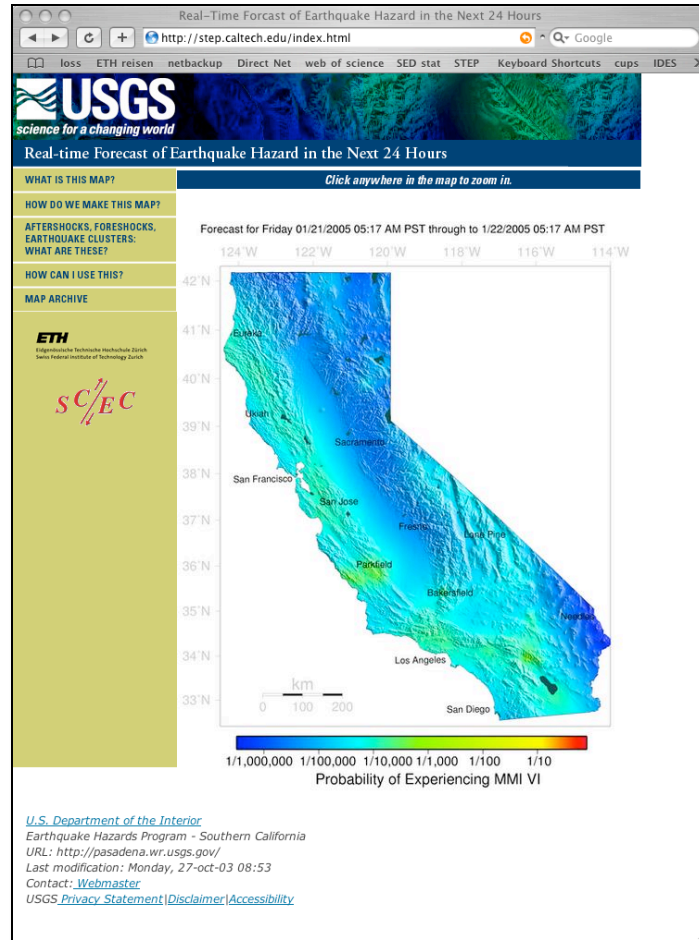 Real-Time Forcast of Earthquake Hazard in the Next 24 Hours
http://step.caltech.edu/index.html
Google
loss ETH reisen netbackup Direct Net web of science SED stat STEP Keyboard Shortcuts cups IDES
USGS
science for a changing world
Real-time Forecast of Earthquake Hazard in the Next 24 Hours
WHAT IS THIS MAP?
HOW DO WE MAKE THIS MAP?
AFTERSHOCKS, FORESHOCKS,
EARTHQUAKE CLUSTERS:
WHAT ARE THESE?
HOW CAN I USE THIS?
MAP ARCHIVE
ETH
Eidgenössische Technische Hochschule Zürich
Swiss Federal Institute of Technology Zurich
SCEC
Click anywhere in the map to zoom in.
Forecast for Friday 01/21/2005 05:17 AM PST through to 1/22/2005 05:17 AM PST
124°W 122°W 120°W 118°W 116°W 114°W
42°N
41°N
40°N
39°N
38°N
37°N
36°N
35°N
34°N
33°N
Eureka
Ukiah
Sacramento
San Francisco
San Jose
Fresno
Lone Pine
Parkfield
Bakersfield
Needles
Los Angeles
San Diego
km
0 100 200
1/1,000,000 1/100,000 1/10,000 1/1,000 1/100 1/10
Probability of Experiencing MMI VI
U.S. Department of the Interior
Earthquake Hazards Program - Southern California
URL: http://pasadena.wr.usgs.gov/
Last modification: Monday, 27-oct-03 08:53
Contact: Webmaster
USGS Privacy Statement|Disclaimer|Accessibility